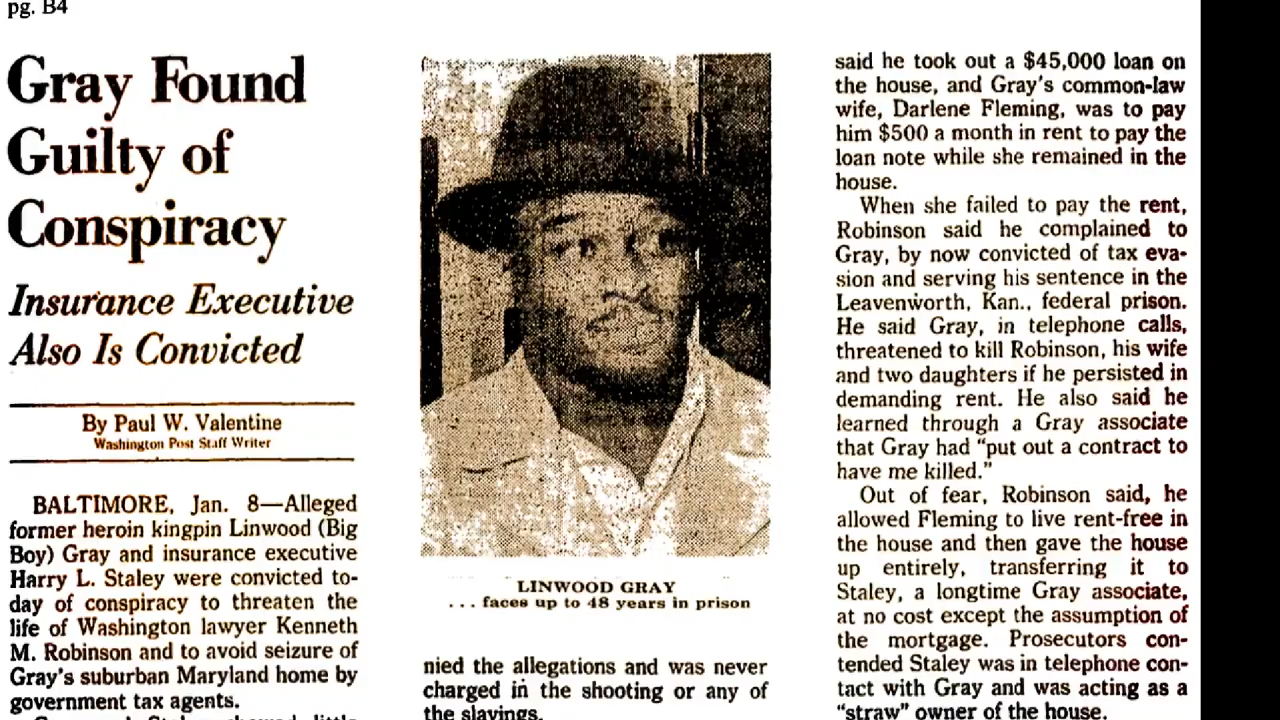 pg. B4
Gray Found
Guilty of
Conspiracy
Insurance Executive
Also Is Convicted
By Paul W. Valentine
Washington Post Staff Writer
BALTIMORE, Jan. 8—Alleged
former heroin kingpin Linwood (Big
Boy) Gray and insurance executive
Harry L. Staley were convicted to-
day of conspiracy to threaten the
life of Washington lawyer Kenneth
M. Robinson and to avoid seizure of
Gray's suburban Maryland home by
government tax agents.
LINWOOD GRAY
. . . faces up to 48 years in prison
nied the allegations and was never
charged in the shooting or any of
the slayings.
said he took out a $45,000 loan on
the house, and Gray's common-law
wife, Darlene Fleming, was to pay
him $500 a month in rent to pay the
loan note while she remained in the
house.
When she failed to pay the rent,
Robinson said he complained to
Gray, by now convicted of tax eva-
sion and serving his sentence in the
Leavenworth, Kan., federal prison.
He said Gray, in telephone calls,
threatened to kill Robinson, his wife
and two daughters if he persisted in
demanding rent. He also said he
learned through a Gray associate
that Gray had "put out a contract to
have me killed."
Out of fear, Robinson said, he
allowed Fleming to live rent-free in
the house and then gave the house
up entirely, transferring it to
Staley, a longtime Gray associate,
at no cost except the assumption of
the mortgage. Prosecutors con-
tended Staley was in telephone con-
tact with Gray and was acting as a
"straw" owner of the house.